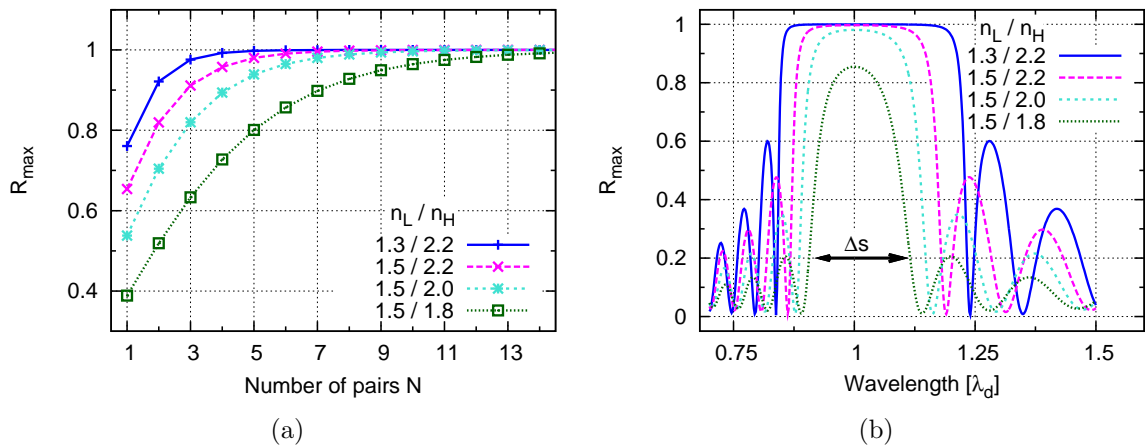 R_max
1
0.8
0.6
0.4
1 3 5 7 9 11 13
Number of pairs N
n_L / n_H
1.3 / 2.2
1.5 / 2.2
1.5 / 2.0
1.5 / 1.8
(a)
R_max
1
0.8
0.6
0.4
0.2
0
0.75 1 1.25 1.5
Wavelength [λ_d]
n_L / n_H
1.3 / 2.2
1.5 / 2.2
1.5 / 2.0
1.5 / 1.8
Δs
(b)